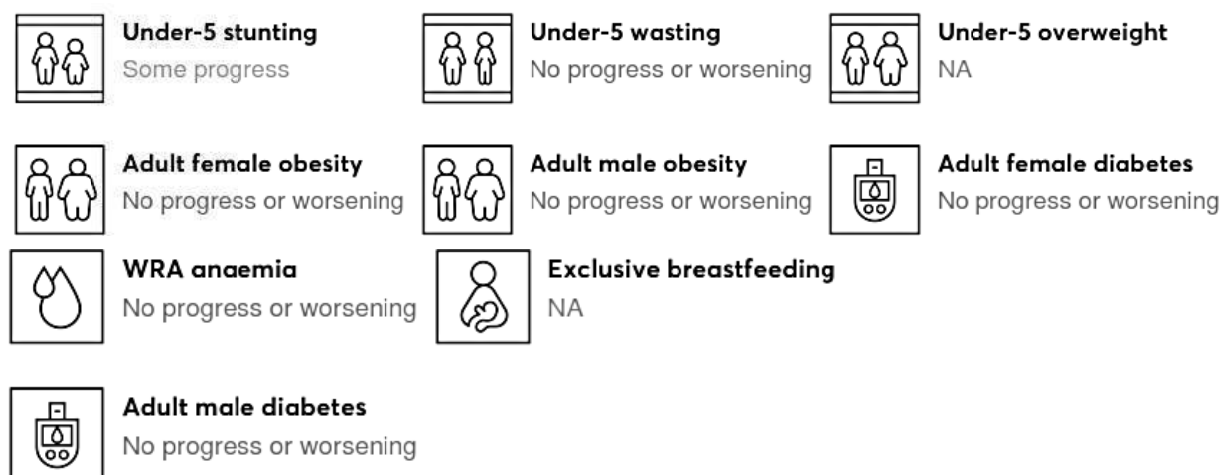 Under-5 stunting
Some progress
Under-5 wasting
No progress or worsening
Under-5 overweight
NA
Adult female obesity
No progress or worsening
Adult male obesity
No progress or worsening
Adult female diabetes
No progress or worsening
WRA anaemia
No progress or worsening
Exclusive breastfeeding
NA
Adult male diabetes
No progress or worsening